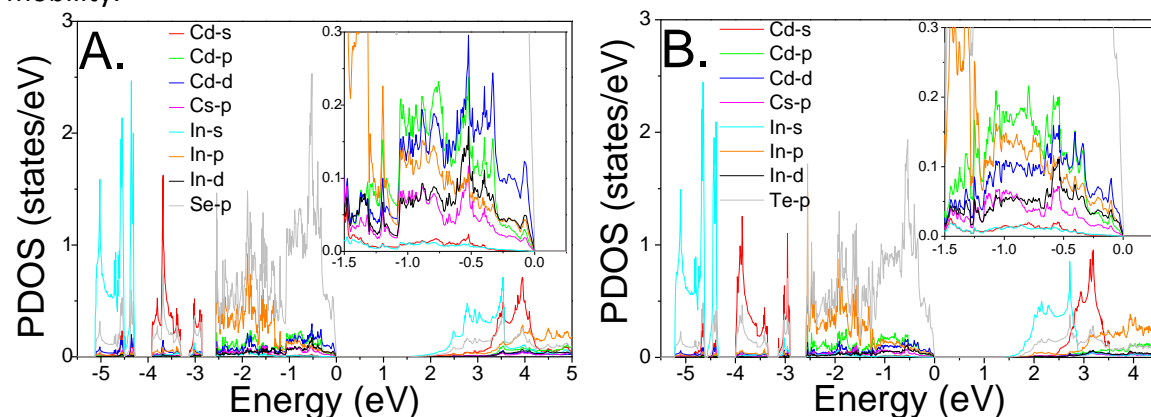 mobility.
A.
PDOS (states/eV)
3
2
1
0
Cd-s
Cd-p
Cd-d
Cs-p
In-s
In-p
In-d
Se-p
0.3
0.2
0.1
0.0
-1.5 -1.0 -0.5 0.0
-5 -4 -3 -2 -1 0 1 2 3 4 5
Energy (eV)
B.
PDOS (states/eV)
3
2
1
0
Cd-s
Cd-p
Cd-d
Cs-p
In-s
In-p
In-d
Te-p
0.3
0.2
0.1
0.0
-1.5 -1.0 -0.5 0.0
-5 -4 -3 -2 -1 0 1 2 3 4
Energy (eV)